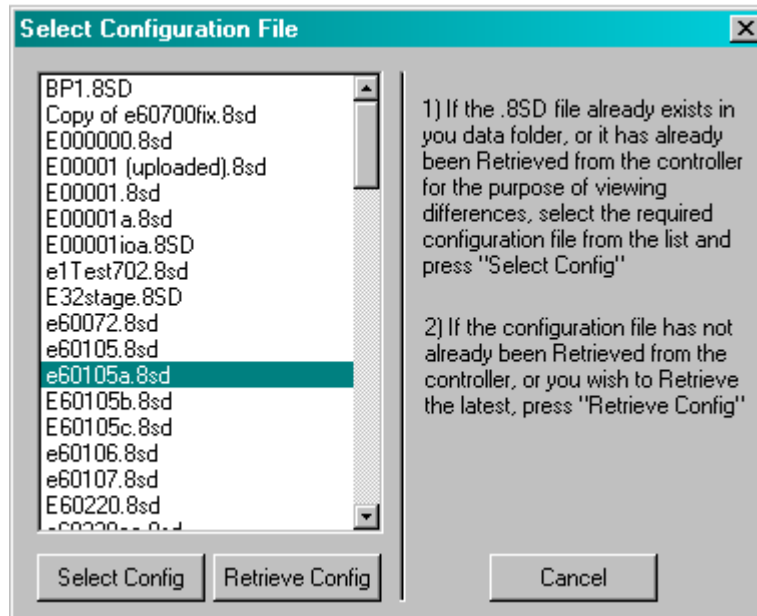 Select Configuration File
BP1.8SD
Copy of e60700fix.8sd
E000000.8sd
E00001 (uploaded).8sd
E00001.8sd
E00001a.8sd
E00001ioa.8SD
e1Test702.8sd
E32stage.8SD
e60072.8sd
e60105.8sd
e60105a.8sd
E60105b.8sd
E60105c.8sd
e60106.8sd
e60107.8sd
E60220.8sd
1) If the .8SD file already exists in
you data folder, or it has already
been Retrieved from the controller
for the purpose of viewing
differences, select the required
configuration file from the list and
press "Select Config"
2) If the configuration file has not
already been Retrieved from the
controller, or you wish to Retrieve
the latest, press "Retrieve Config"
Select Config
Retrieve Config
Cancel